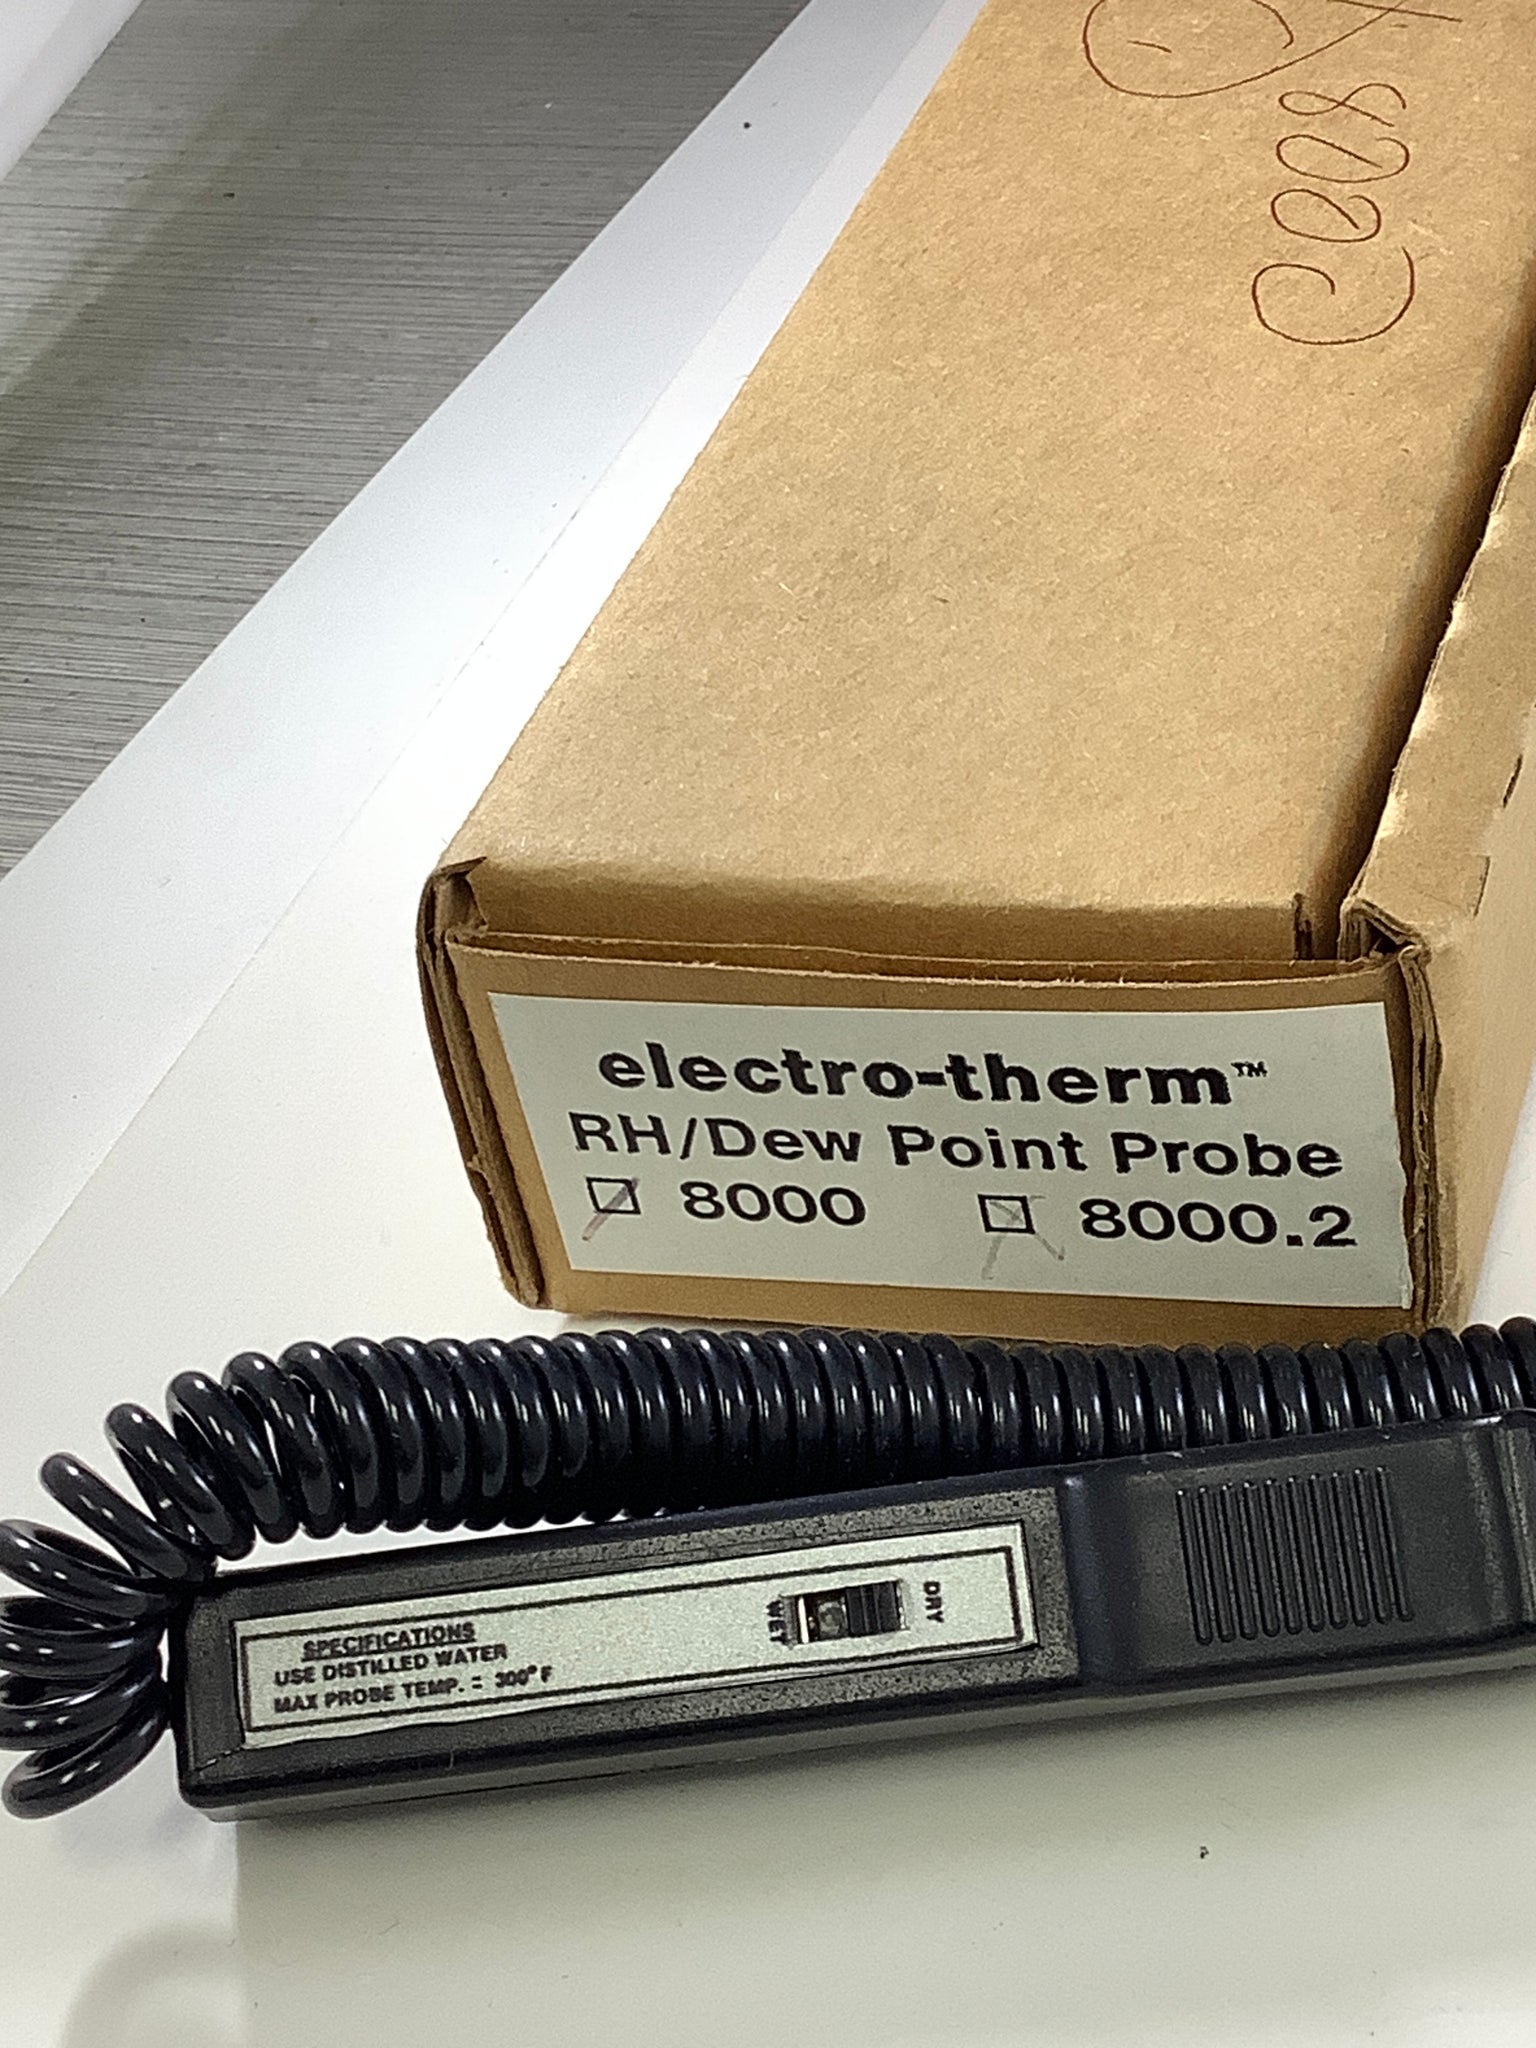 electro-therm™
RH/Dew Point Probe
☐ 8000 ☐ 8000.2
SPECIFICATIONS
USE DISTILLED WATER
MAX PROBE TEMP. = 300°F
WET
DRY